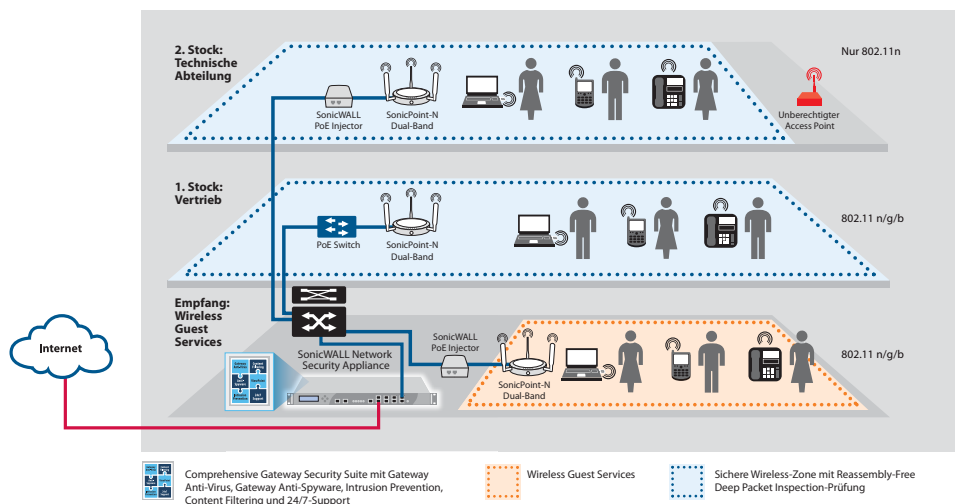 2. Stock:
Technische
Abteilung
Nur 802.11n
SonicWALL
PoE Injector
SonicPoint-N
Dual-Band
Unberechtigter
Access Point
1. Stock:
Vertrieb
802.11 n/g/b
PoE Switch
SonicPoint-N
Dual-Band
Empfang:
Wireless
Guest
Services
Internet
SonicWALL Network
Security Appliance
SonicWALL
PoE Injector
SonicPoint-N
Dual-Band
802.11 n/g/b
Comprehensive Gateway Security Suite mit Gateway
Anti-Virus, Gateway Anti-Spyware, Intrusion Prevention,
Content Filtering und 24/7-Support
Wireless Guest Services
Sichere Wireless-Zone mit Reassembly-Free
Deep Packet Inspection-Prüfung